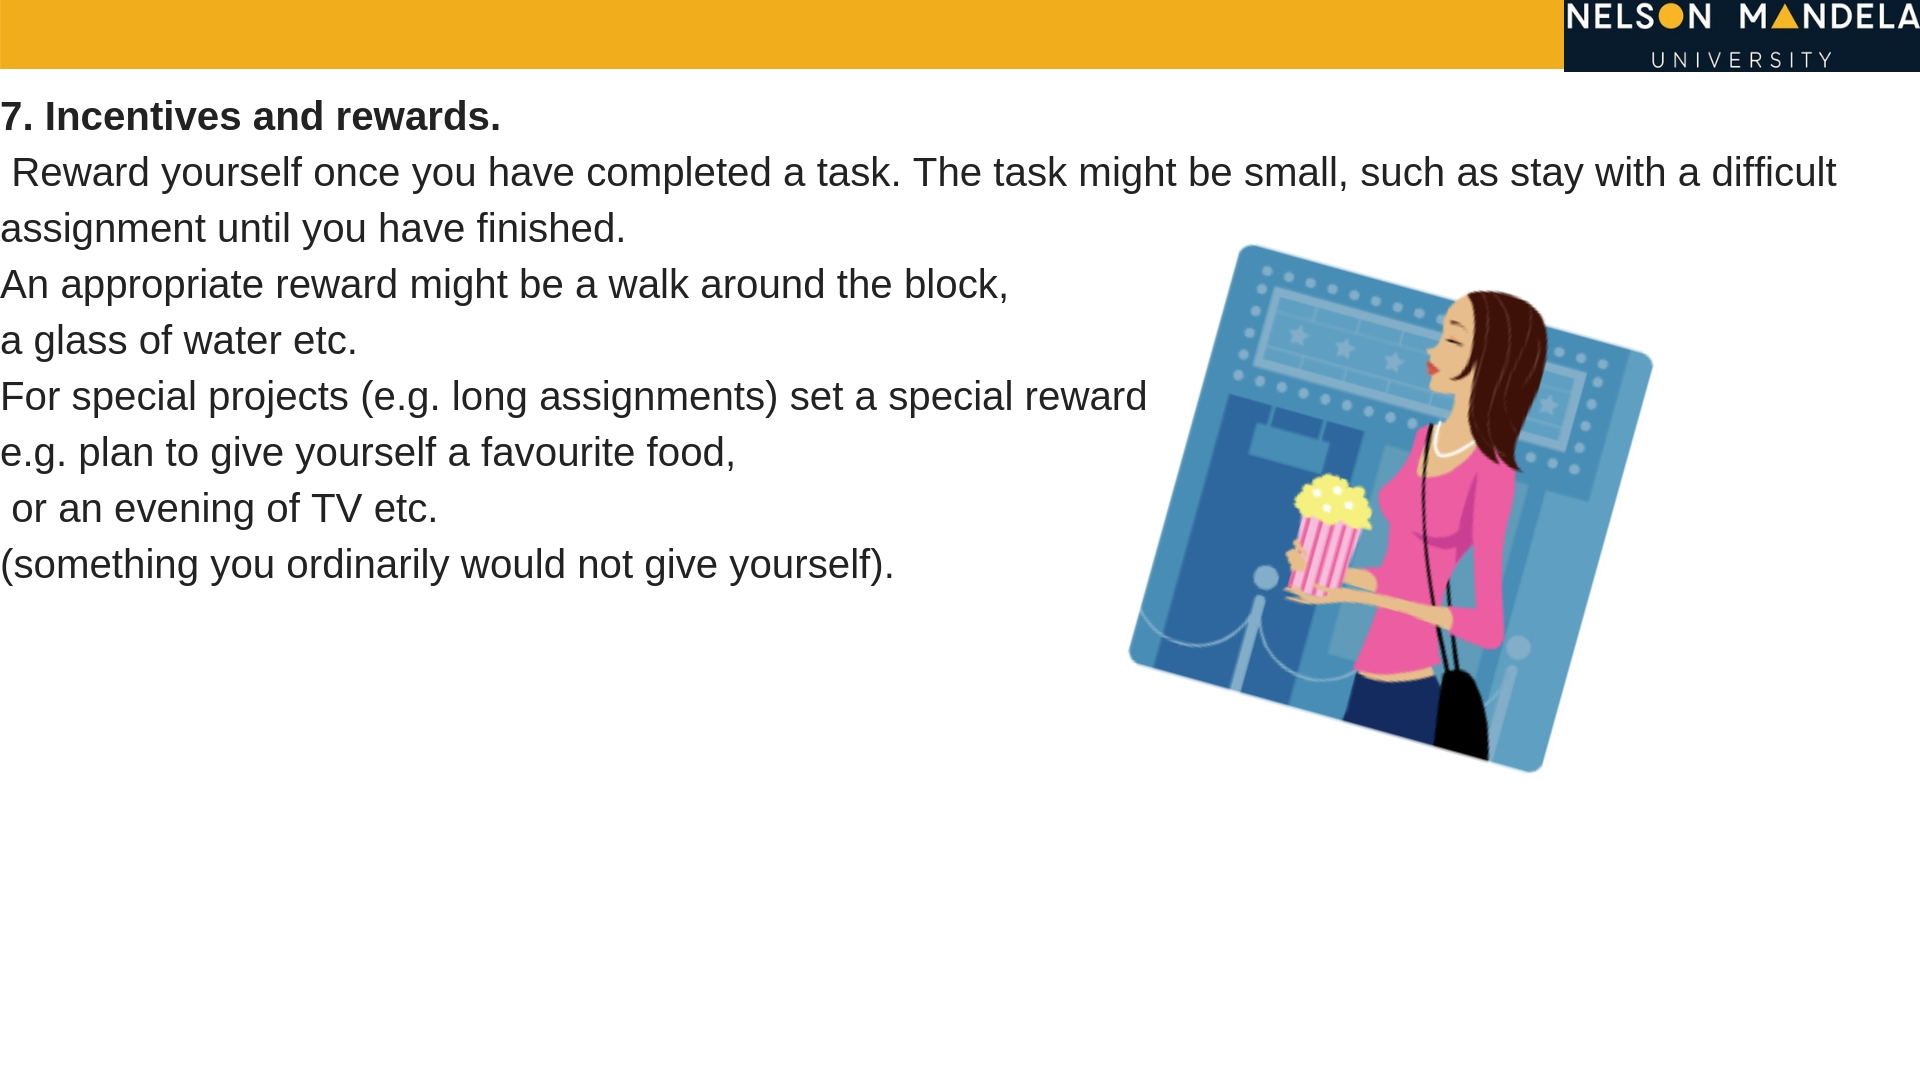 NELSON MANDELA
UNIVERSITY
7. Incentives and rewards.
Reward yourself once you have completed a task. The task might be small, such as stay with a difficult
assignment until you have finished.
An appropriate reward might be a walk around the block,
a glass of water etc.
For special projects (e.g. long assignments) set a special reward
e.g. plan to give yourself a favourite food,
or an evening of TV etc.
(something you ordinarily would not give yourself).